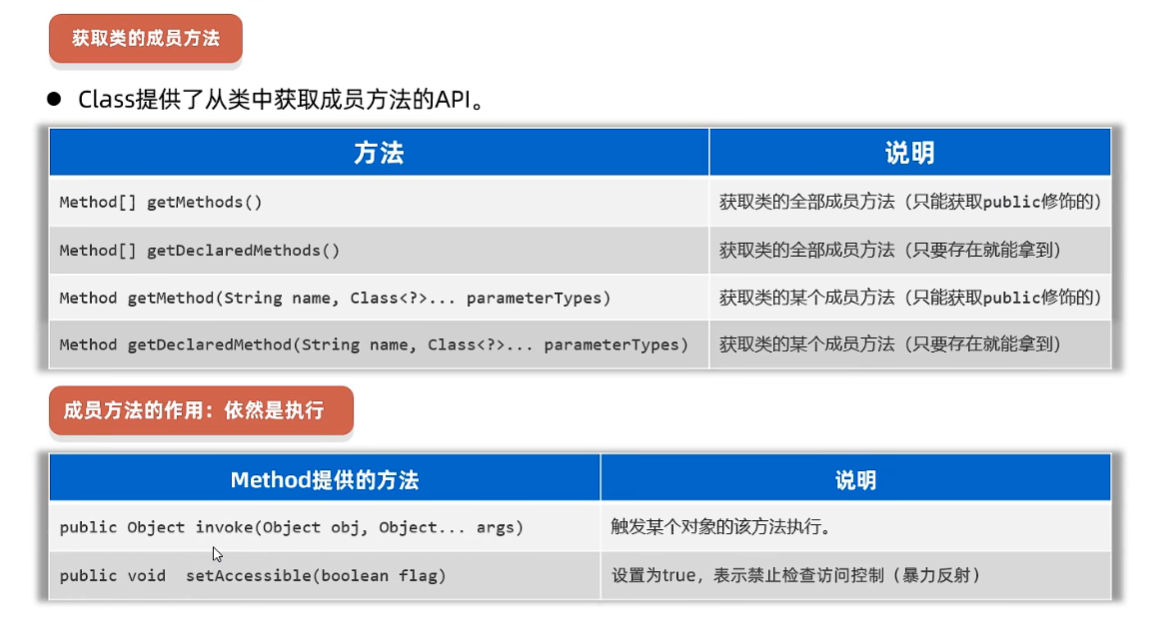 获取类的成员方法
● Class提供了从类中获取成员方法的API。
方法 说明
Method[] getMethods() 获取类的全部成员方法（只能获取public修饰的）
Method[] getDeclaredMethods() 获取类的全部成员方法（只要存在就能拿到）
Method getMethod(String name, Class<?>... parameterTypes) 获取类的某个成员方法（只能获取public修饰的）
Method getDeclaredMethod(String name, Class<?>... parameterTypes) 获取类的某个成员方法（只要存在就能拿到）
成员方法的作用：依然是执行
Method提供的方法 说明
public Object invoke(Object obj, Object... args) 触发某个对象的该方法执行。
public void  setAccessible(boolean flag) 设置为true，表示禁止检查访问控制（暴力反射）